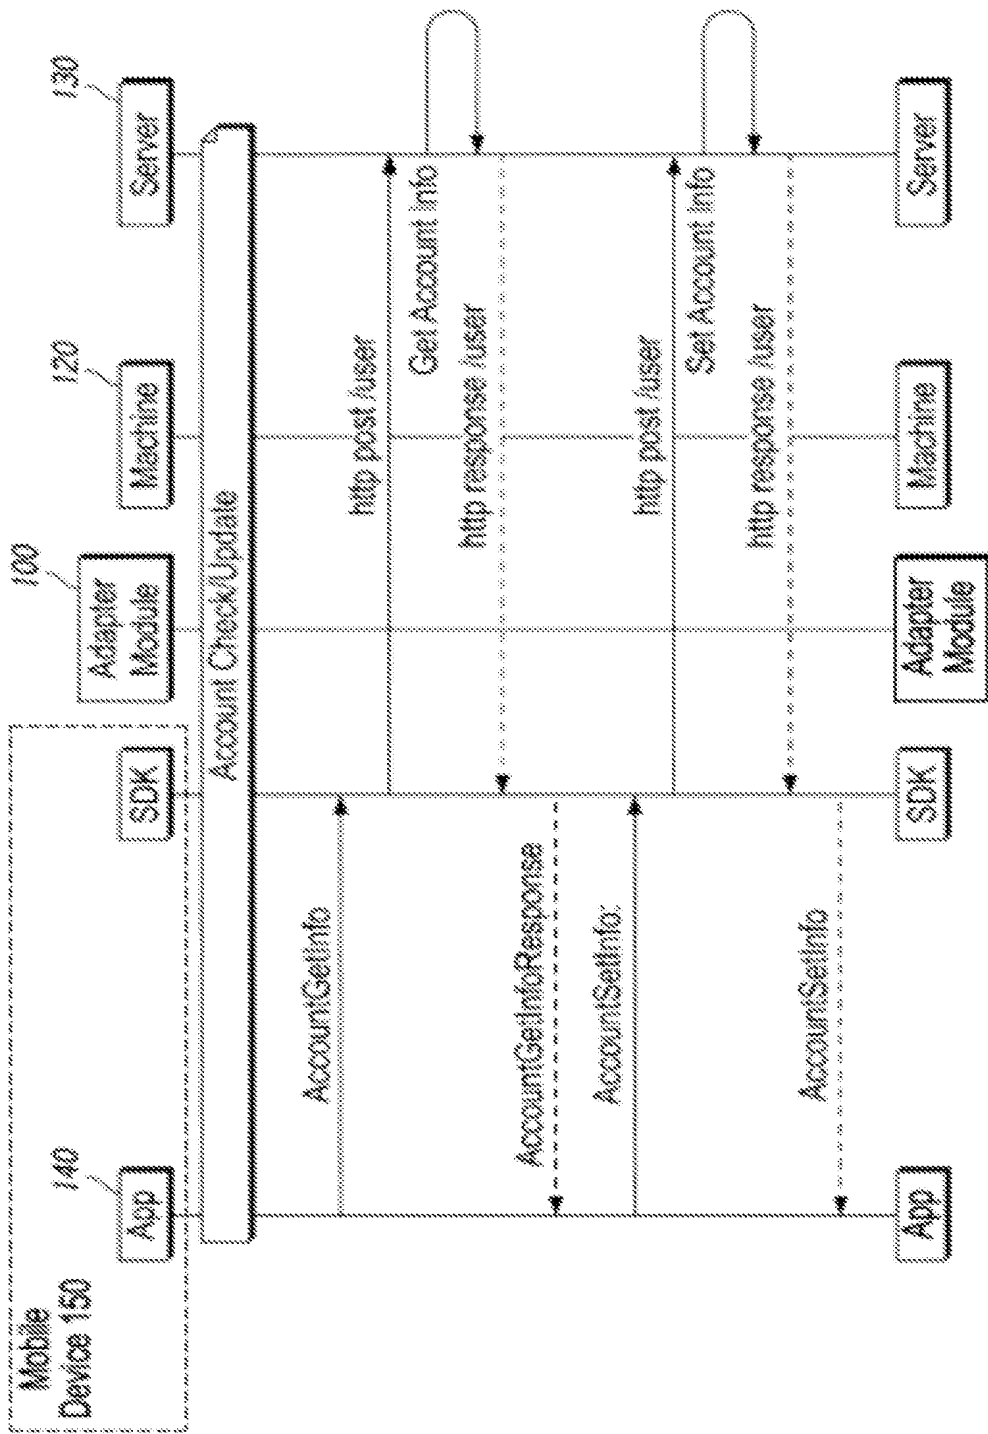 Mobile
Device 150
140
App
SDK
100
Adapter
Module
120
Machine
130
Server
Account Check/Update
AccountGetInfo
http post /user
Get Account info
http response /user
AccountGetInfoResponse
AccountSetInfo:
http post /user
Set Account info
http response /user
AccountSetInfo
App
SDK
Adapter
Module
Machine
Server